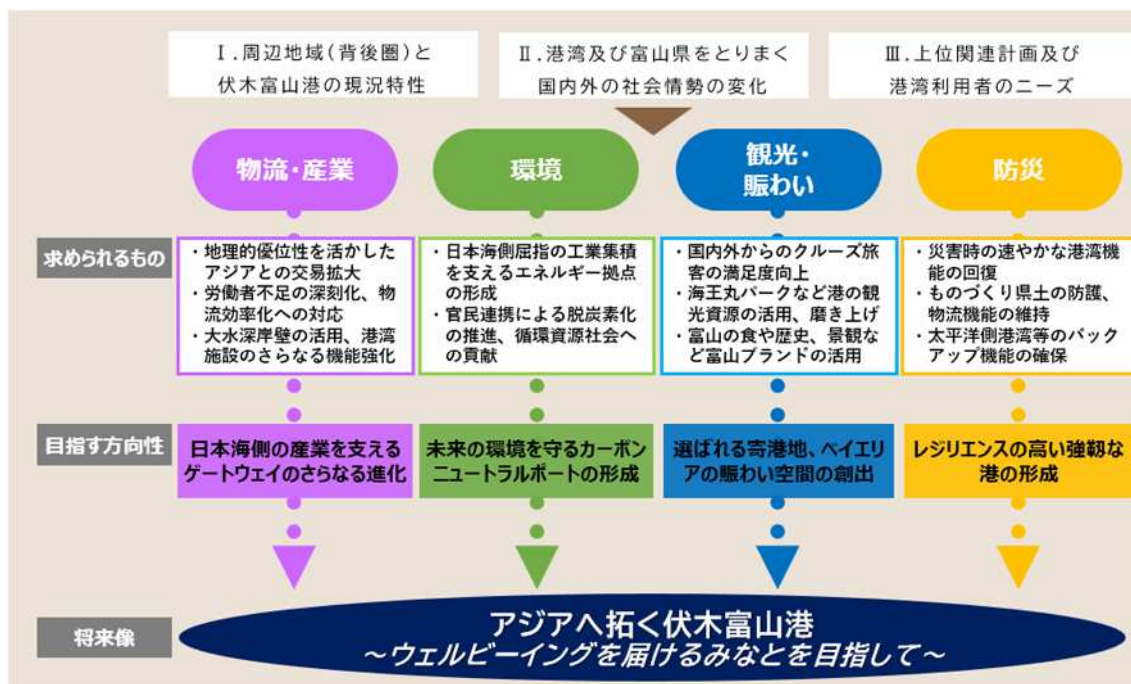 Ⅰ.周辺地域(背後圏)と
伏木富山港の現況特性
Ⅱ.港湾及び富山県をとりまく
国内外の社会情勢の変化
Ⅲ.上位関連計画及び
港湾利用者のニーズ
物流・産業
環境
観光・
賑わい
防災
求められるもの
・地理的優位性を活かした
アジアとの交易拡大
・労働者不足の深刻化、物
流効率化への対応
・大水深岸壁の活用、港湾
施設のさらなる機能強化
・日本海側屈指の工業集積
を支えるエネルギー拠点
の形成
・官民連携による脱炭素化
の推進、循環資源社会へ
の貢献
・国内外からのクルーズ旅
客の満足度向上
・海王丸パークなど港の観
光資源の活用、磨き上げ
・富山の食や歴史、景観な
ど富山ブランドの活用
・災害時の速やかな港湾機
能の回復
・ものづくり県土の防護、
物流機能の維持
・太平洋側港湾等のバック
アップ機能の確保
目指す方向性
日本海側の産業を支える
ゲートウェイのさらなる進化
未来の環境を守るカーボン
ニュートラルポートの形成
選ばれる寄港地、ベイエリ
アの賑わい空間の創出
レジリエンスの高い強靱な
港の形成
将来像
アジアへ拓く伏木富山港
～ウェルビーイングを届けるみなとを目指して～